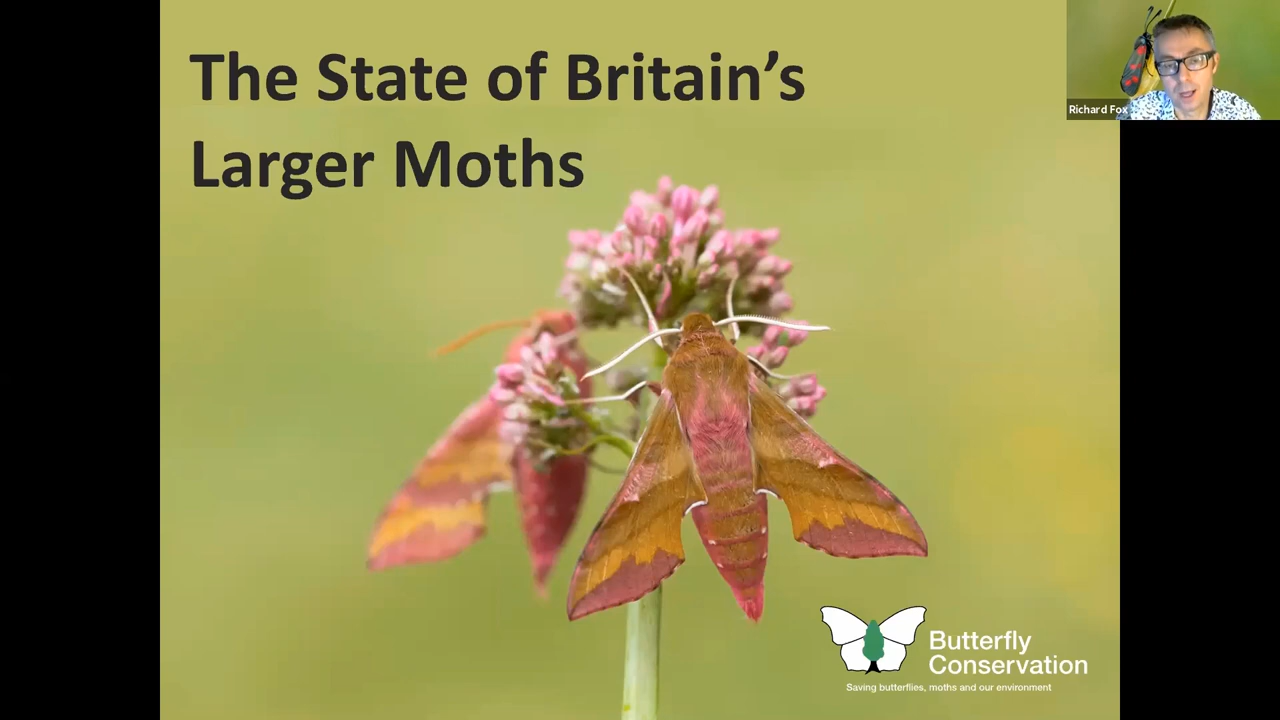 The State of Britain’s
Larger Moths
Richard Fox
Butterfly
Conservation
Saving butterflies, moths and our environment